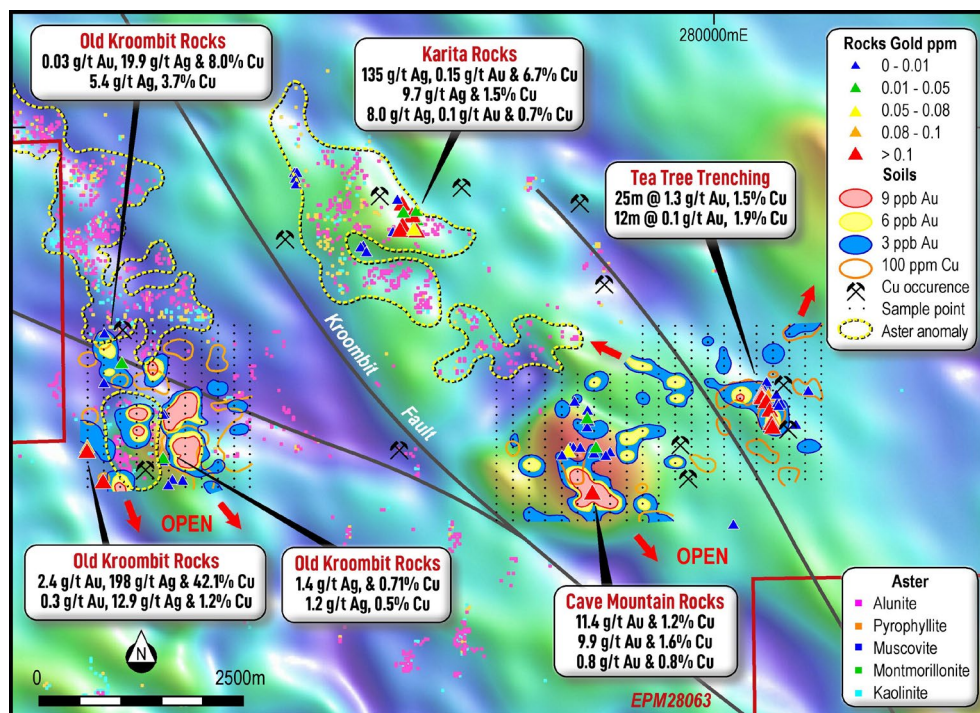 280000mE
Old Kroombit Rocks
0.03 g/t Au, 19.9 g/t Ag & 8.0% Cu
5.4 g/t Ag, 3.7% Cu
Karita Rocks
135 g/t Ag, 0.15 g/t Au & 6.7% Cu
9.7 g/t Ag & 1.5% Cu
8.0 g/t Ag, 0.1 g/t Au & 0.7% Cu
Tea Tree Trenching
25m @ 1.3 g/t Au, 1.5% Cu
12m @ 0.1 g/t Au, 1.9% Cu
Rocks Gold ppm
0 - 0.01
0.01 - 0.05
0.05 - 0.08
0.08 - 0.1
> 0.1
Soils
9 ppb Au
6 ppb Au
3 ppb Au
100 ppm Cu
Cu occurence
Sample point
Aster anomaly
Kroombit
Fault
OPEN
OPEN
Old Kroombit Rocks
2.4 g/t Au, 198 g/t Ag & 42.1% Cu
0.3 g/t Au, 12.9 g/t Ag & 1.2% Cu
Old Kroombit Rocks
1.4 g/t Ag, & 0.71% Cu
1.2 g/t Ag, 0.5% Cu
Cave Mountain Rocks
11.4 g/t Au & 1.2% Cu
9.9 g/t Au & 1.6% Cu
0.8 g/t Au & 0.8% Cu
Aster
Alunite
Pyrophyllite
Muscovite
Montmorillonite
Kaolinite
N
0
2500m
EPM28063